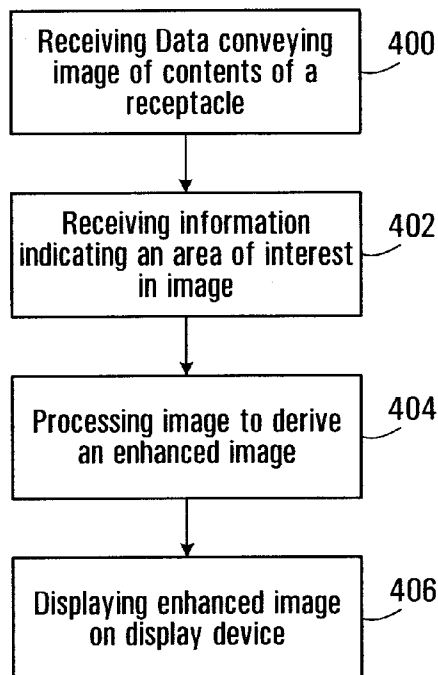 Receiving Data conveying
image of contents of a
receptacle
400
Receiving information
indicating an area of interest
in image
402
Processing image to derive
an enhanced image
404
Displaying enhanced image
on display device
406